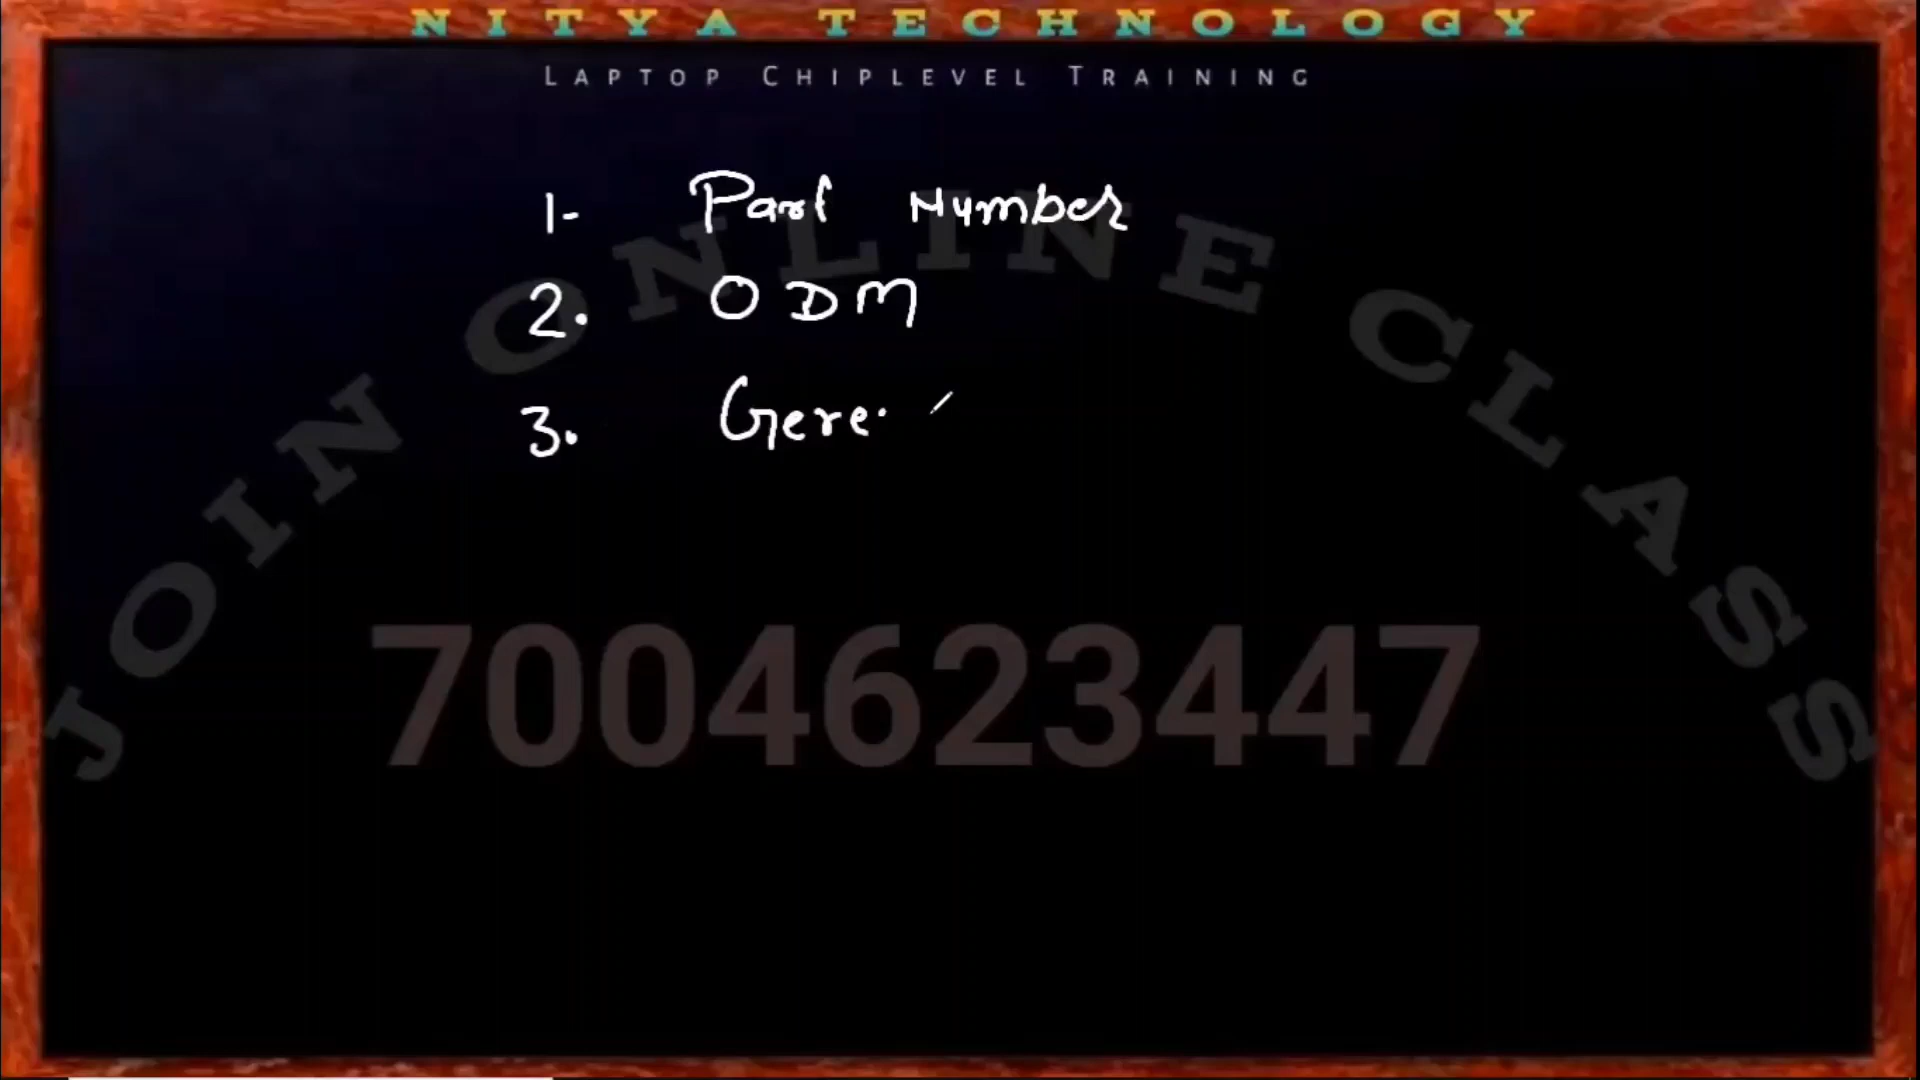 NITYA TECHNOLOGY
LAPTOP CHIPLEVEL TRAINING
1- Part Number
2. ODM
3. Gere.
JOIN ONLINE CLASS
7004623447